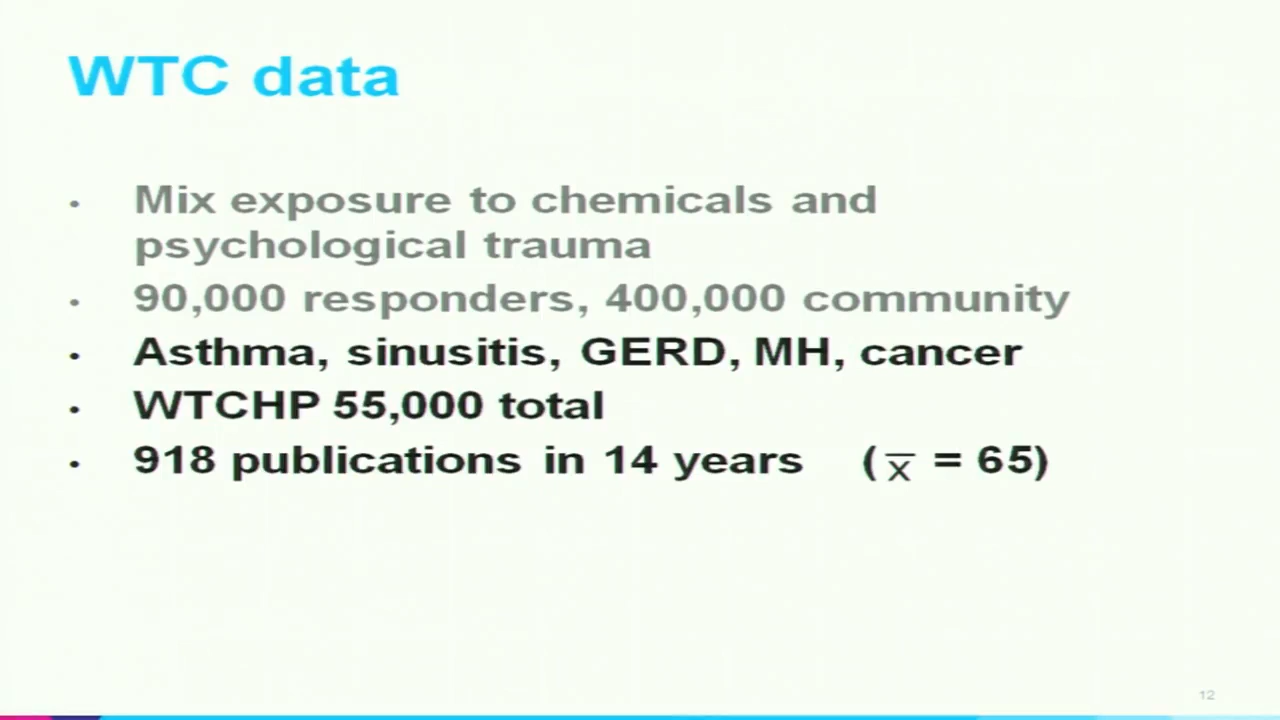 WTC data
• Mix exposure to chemicals and
psychological trauma
• 90,000 responders, 400,000 community
• Asthma, sinusitis, GERD, MH, cancer
• WTCHP 55,000 total
• 918 publications in 14 years (x̅ = 65)
12